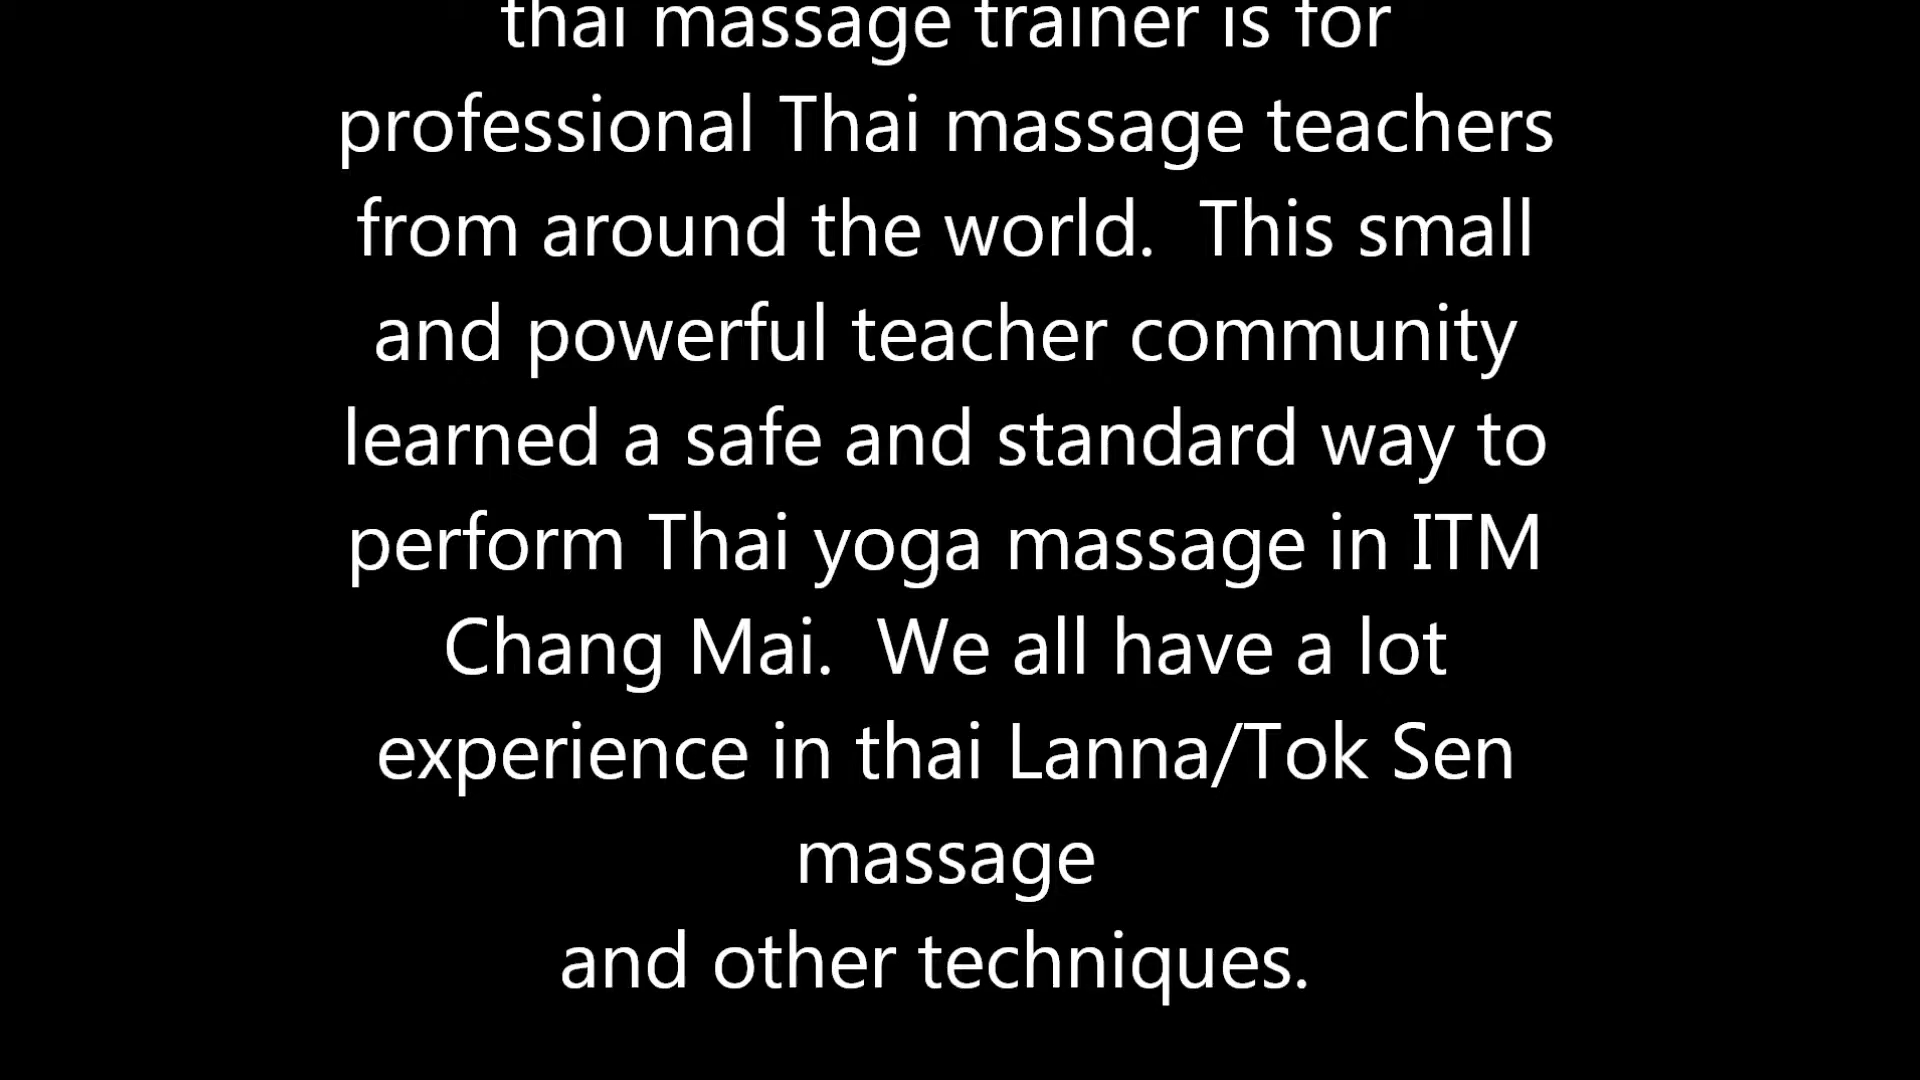 thai massage trainer is for
professional Thai massage teachers
from around the world.  This small
and powerful teacher community
learned a safe and standard way to
perform Thai yoga massage in ITM
Chang Mai.  We all have a lot
experience in thai Lanna/Tok Sen
massage
and other techniques.